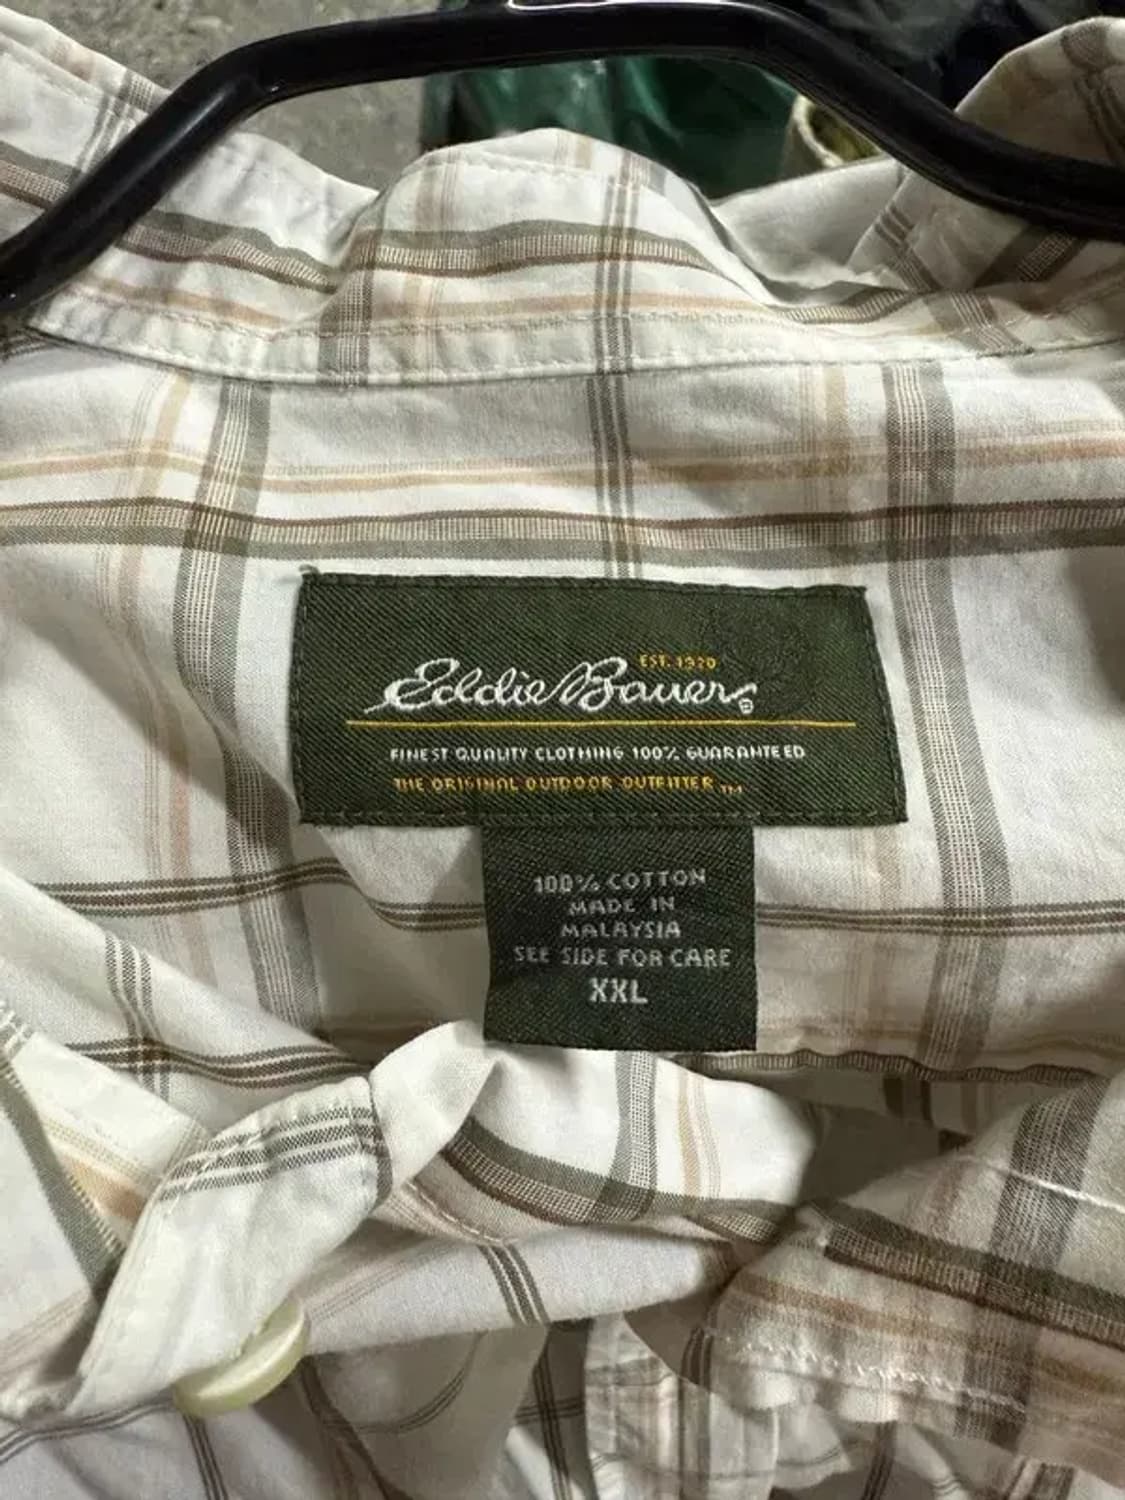 EST. 1920
Eddie Bauer
FINEST QUALITY CLOTHING 100% GUARANTEED
THE ORIGINAL OUTDOOR OUTFITTER TM
100% COTTON
MADE IN
MALAYSIA
SEE SIDE FOR CARE
XXL